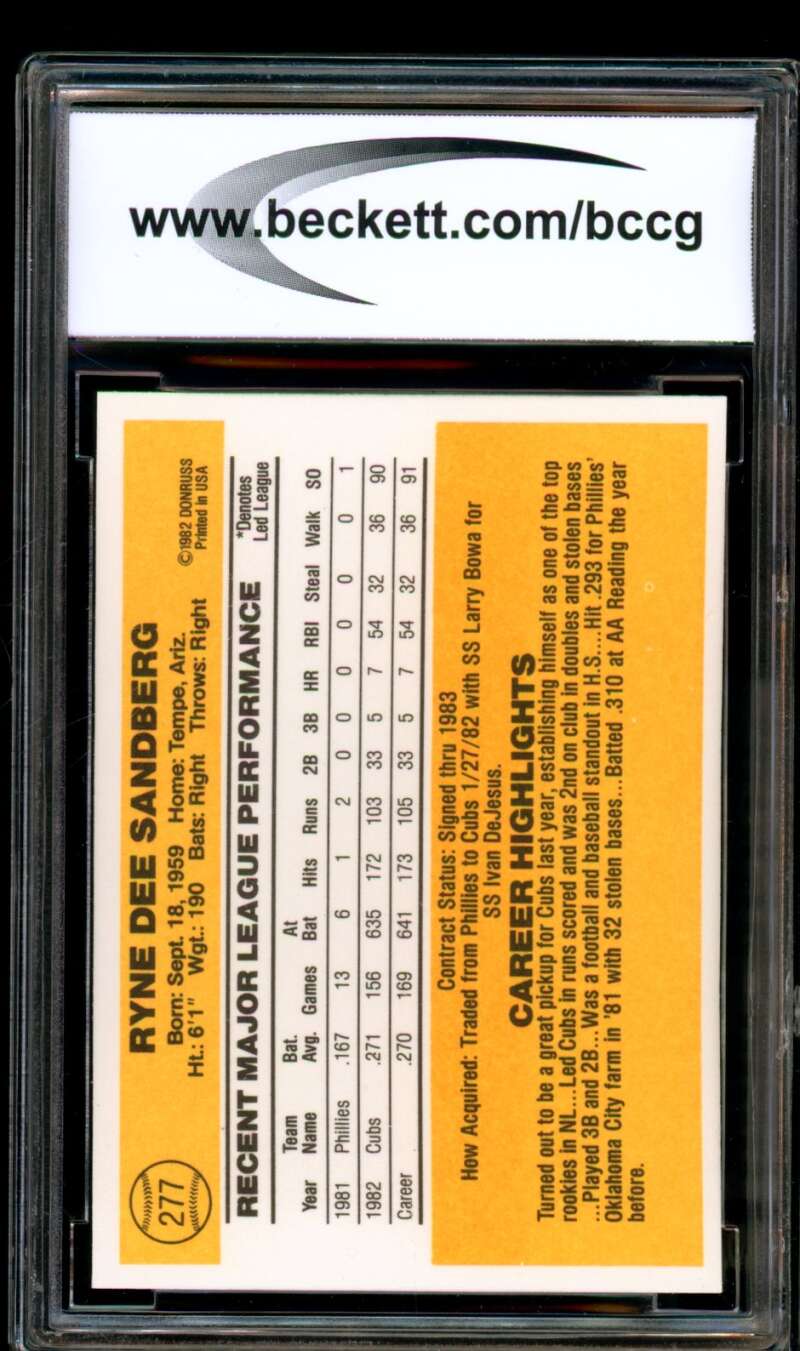 www.beckett.com/bccg
277
RYNE DEE SANDBERG
Born: Sept. 18, 1959 Home: Tempe, Ariz.
Ht.: 6'1" Wgt.: 190 Bats: Right Throws: Right
©1982 DONRUSS
Printed in USA
RECENT MAJOR LEAGUE PERFORMANCE
*Denotes
Led League
Year Team Name Bat. Avg. Games At Bat Hits Runs 2B 3B HR RBI Steal Walk SO
1981 Phillies .167 13 6 1 2 0 0 0 0 0 0 1
1982 Cubs .271 156 635 172 103 33 5 7 54 32 36 90
Career .270 169 641 173 105 33 5 7 54 32 36 91
Contract Status: Signed thru 1983
How Acquired: Traded from Phillies to Cubs 1/27/82 with SS Larry Bowa for
SS Ivan DeJesus.
CAREER HIGHLIGHTS
Turned out to be a great pickup for Cubs last year, establishing himself as one of the top
rookies in NL...Led Cubs in runs scored and was 2nd on club in doubles and stolen bases
...Played 3B and 2B...Was a football and baseball standout in H.S....Hit .293 for Phillies'
Oklahoma City farm in '81 with 32 stolen bases...Batted .310 at AA Reading the year
before.